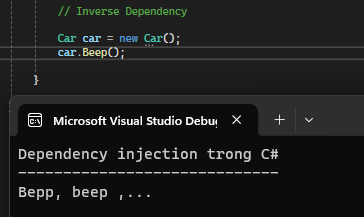 // Inverse Dependency
Car car = new Car();
car.Beep();
}
Microsoft Visual Studio Debu
Dependency injection trong C#
-----------------------------
Bepp, beep ,...